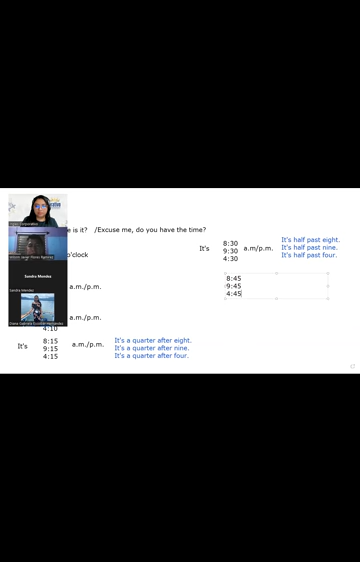 e is it? /Excuse me, do you have the time?
o'clock
a.m./p.m.
a.m./p.m.
4:10
It's
8:15
9:15
4:15
a.m./p.m.
It's a quarter after eight.
It's a quarter after nine.
It's a quarter after four.
It's
8:30
9:30
4:30
a.m/p.m.
It's half past eight.
It's half past nine.
It's half past four.
8:45
9:45
4:45
Sandra Mendez
Sandra Mendez